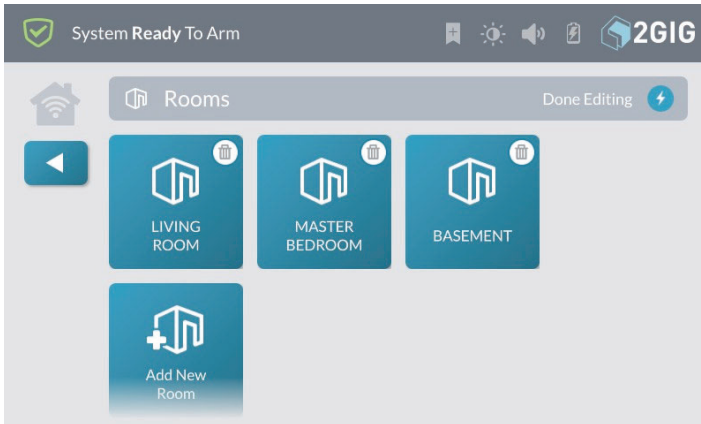 System Ready To Arm
2GIG
Rooms
Done Editing
LIVING
ROOM
MASTER
BEDROOM
BASEMENT
Add New
Room